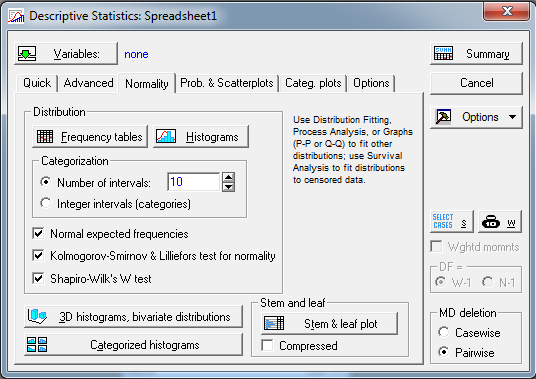 Descriptive Statistics: Spreadsheet1
Variables: none
Summary
Quick Advanced Normality Prob. & Scatterplots Categ. plots Options
Cancel
Options
Distribution
Frequency tables Histograms
Use Distribution Fitting,
Process Analysis, or Graphs
(P-P or Q-Q) to fit other
distributions; use Survival
Analysis to fit distributions
to censored data.
Categorization
Number of intervals: 10
Integer intervals (categories)
Normal expected frequencies
Kolmogorov-Smirnov & Lilliefors test for normality
Shapiro-Wilk's W test
SELECT CASES S W
Wghtd momnts
DF =
W-1 N-1
3D histograms, bivariate distributions
Categorized histograms
Stem and leaf
Stem & leaf plot
Compressed
MD deletion
Casewise
Pairwise